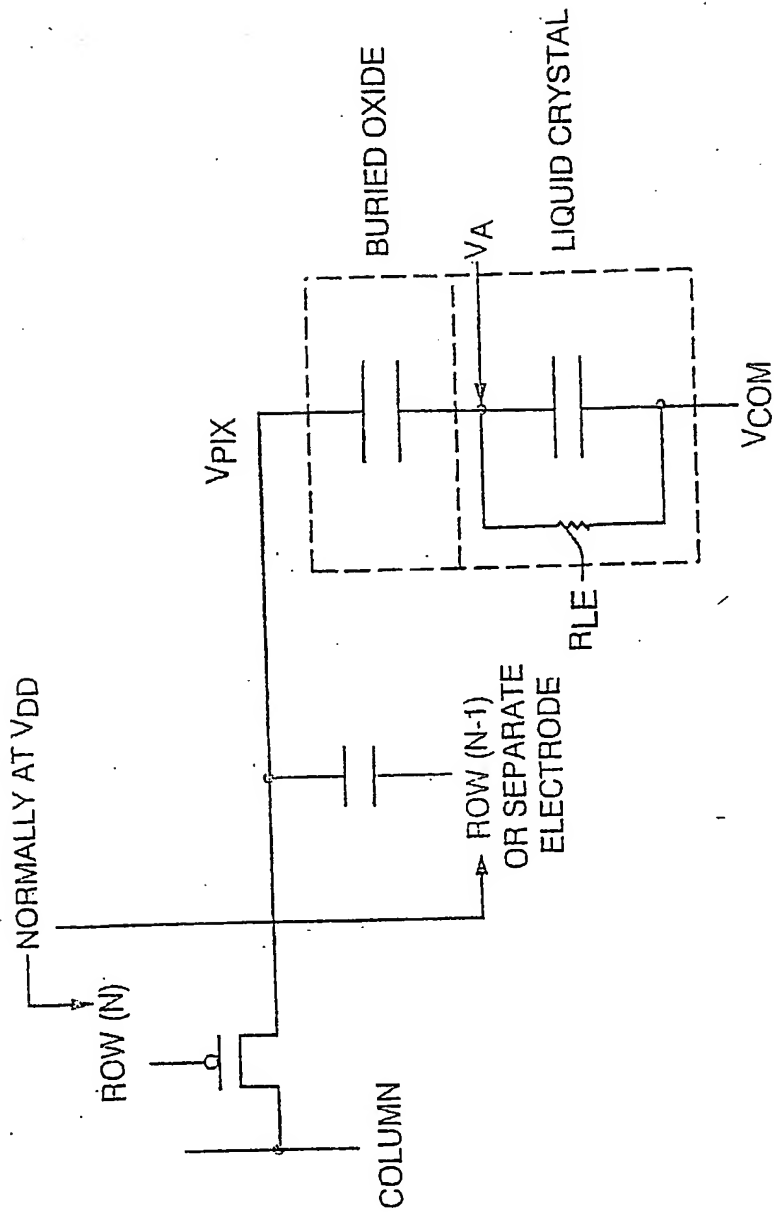 NORMALLY AT VDD
ROW (N)
COLUMN
VPIX
ROW (N-1)
OR SEPARATE
ELECTRODE
BURIED OXIDE
VA
LIQUID CRYSTAL
RLE
VCOM